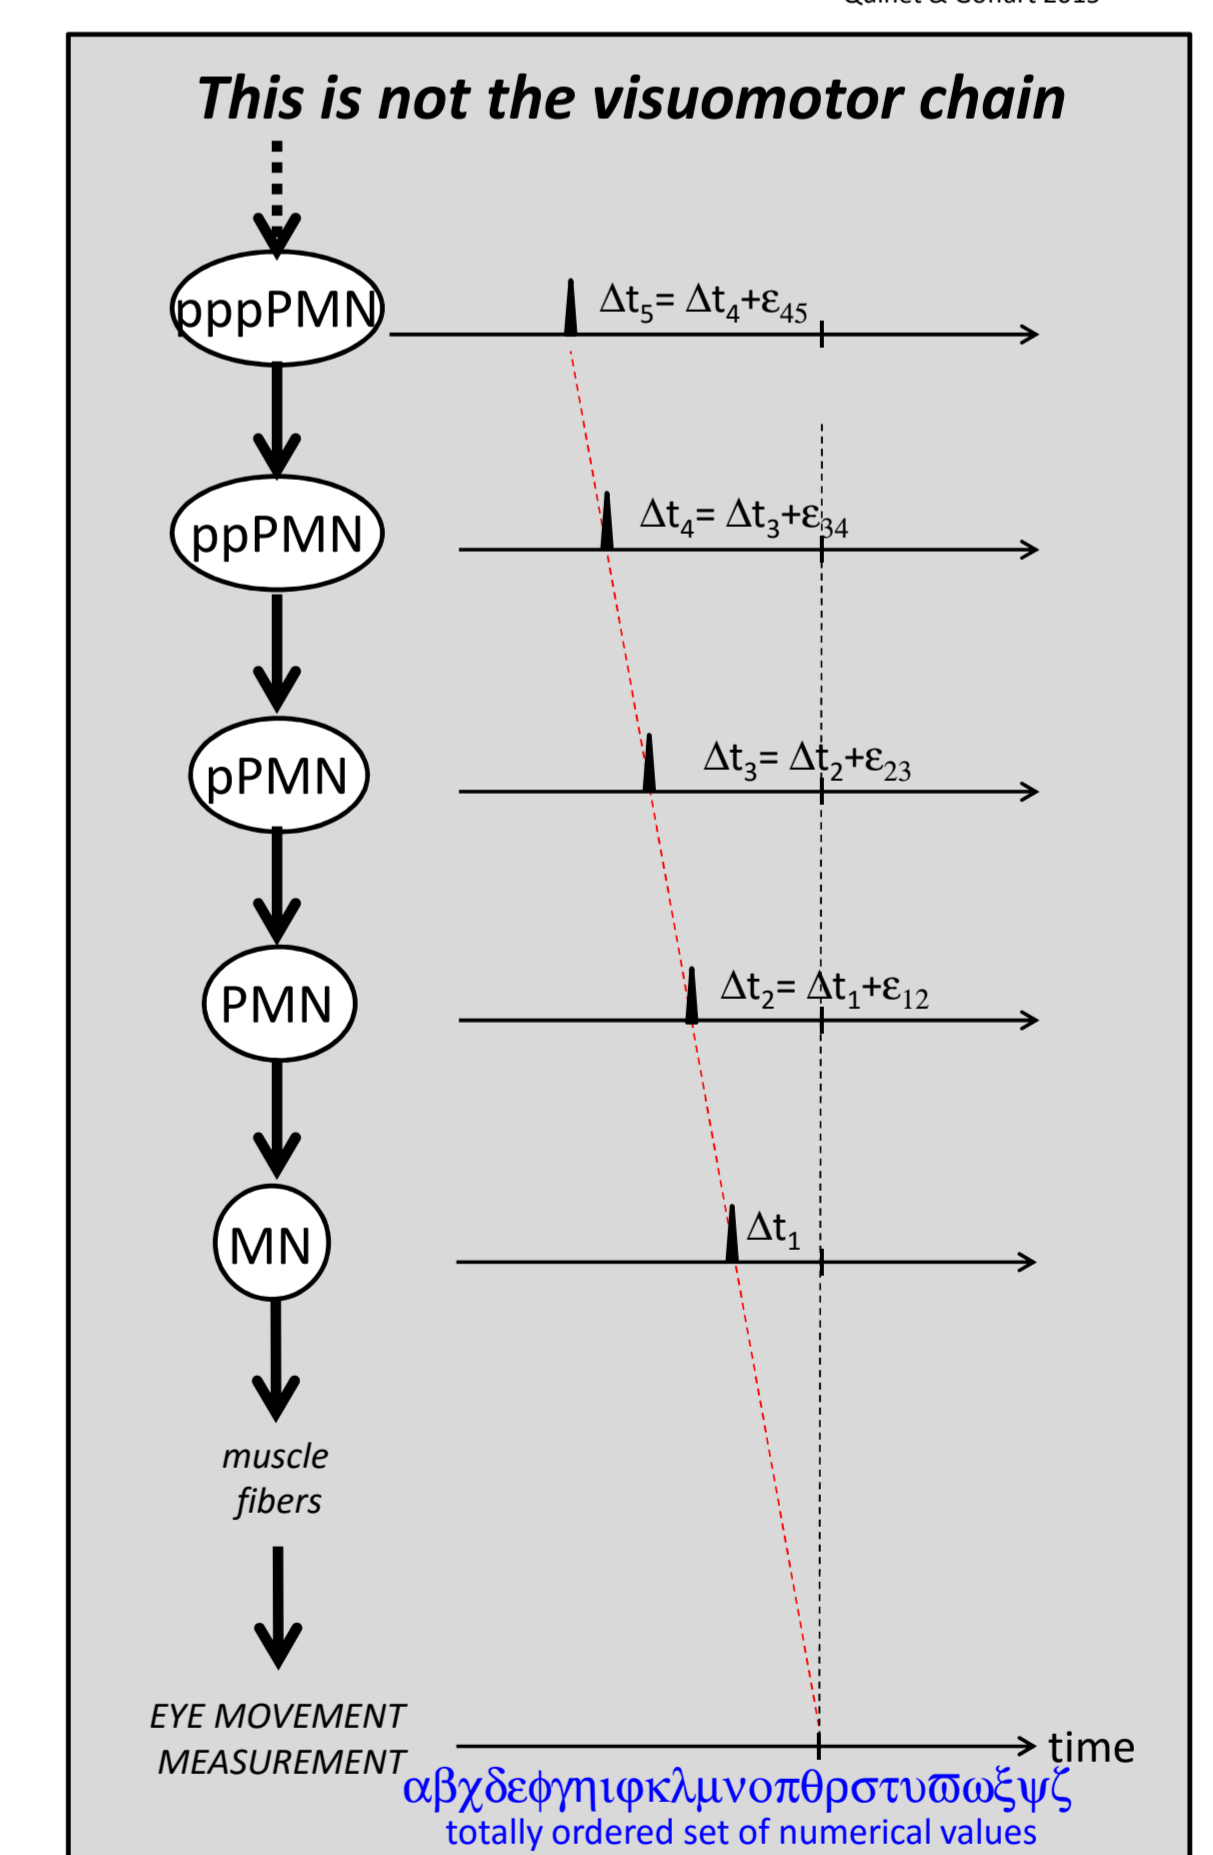 This is not the visuomotor chain
pppPMN
Δt5= Δt4+ε45
ppPMN
Δt4= Δt3+ε34
pPMN
Δt3= Δt2+ε23
PMN
Δt2= Δt1+ε12
MN
Δt1
muscle
fibers
EYE MOVEMENT
MEASUREMENT
time
αβχδεϕγηιφκλμνοπθρστυϖωξψζ
totally ordered set of numerical values